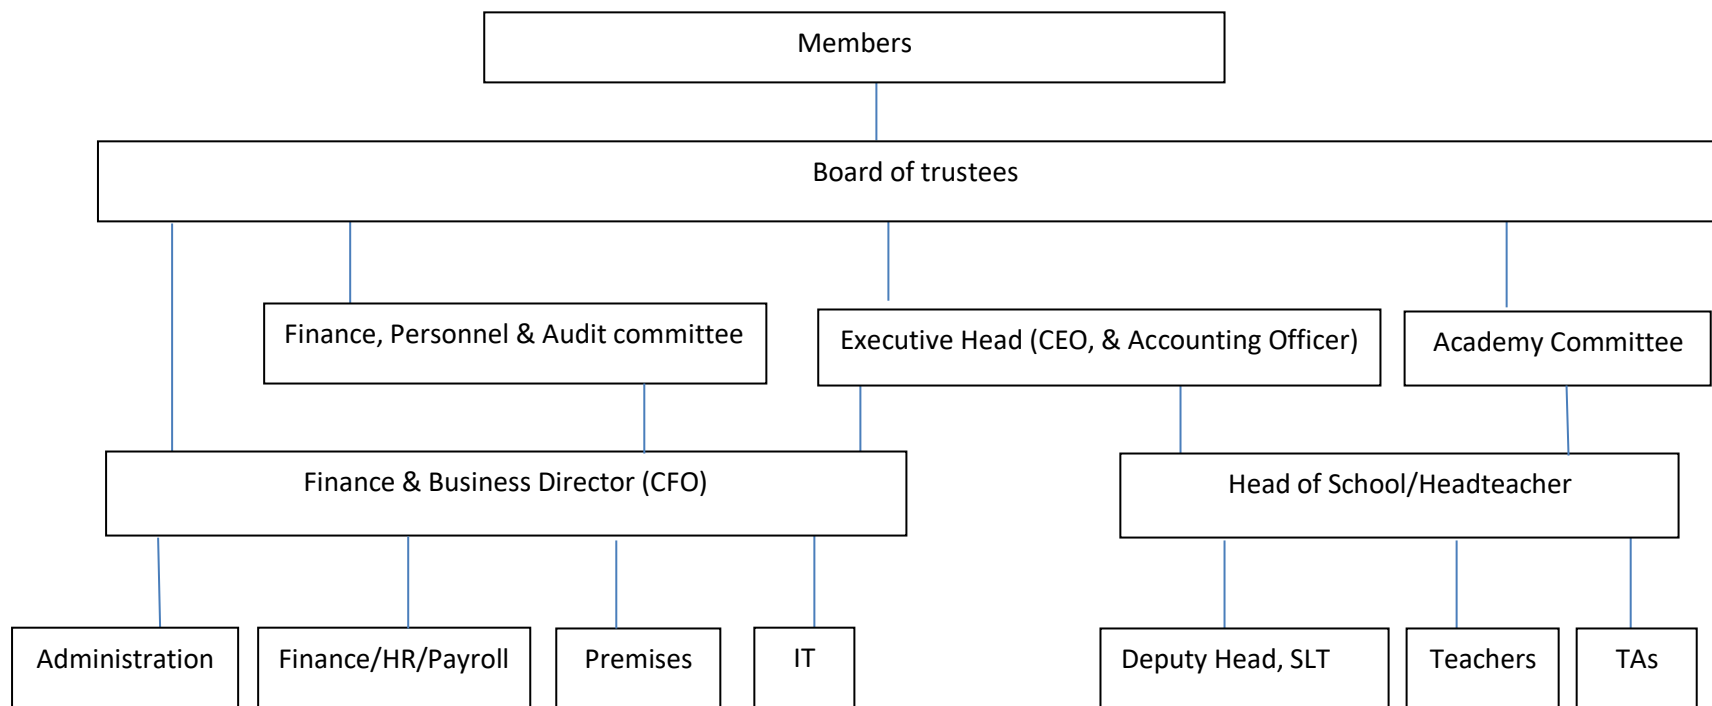 Members
Board of trustees
Finance, Personnel & Audit committee
Executive Head (CEO, & Accounting Officer)
Academy Committee
Finance & Business Director (CFO)
Head of School/Headteacher
Administration
Finance/HR/Payroll
Premises
IT
Deputy Head, SLT
Teachers
TAs